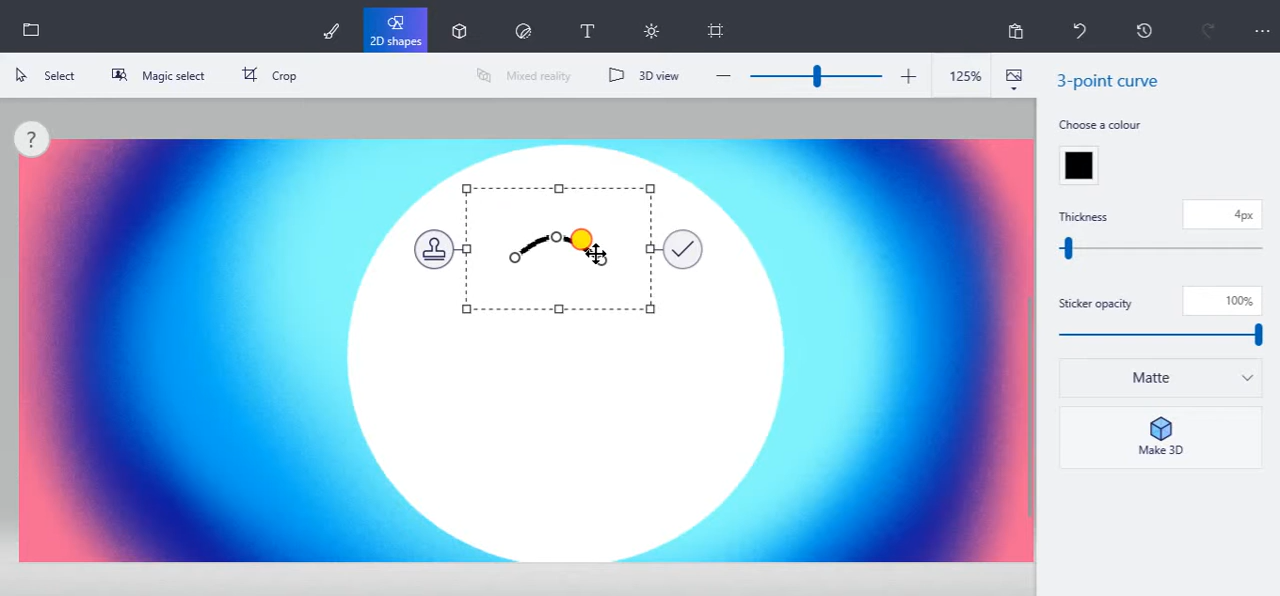 2D shapes
Select
Magic select
Crop
Mixed reality
3D view
125%
?
3-point curve
Choose a colour
Thickness
4px
Sticker opacity
100%
Matte
Make 3D